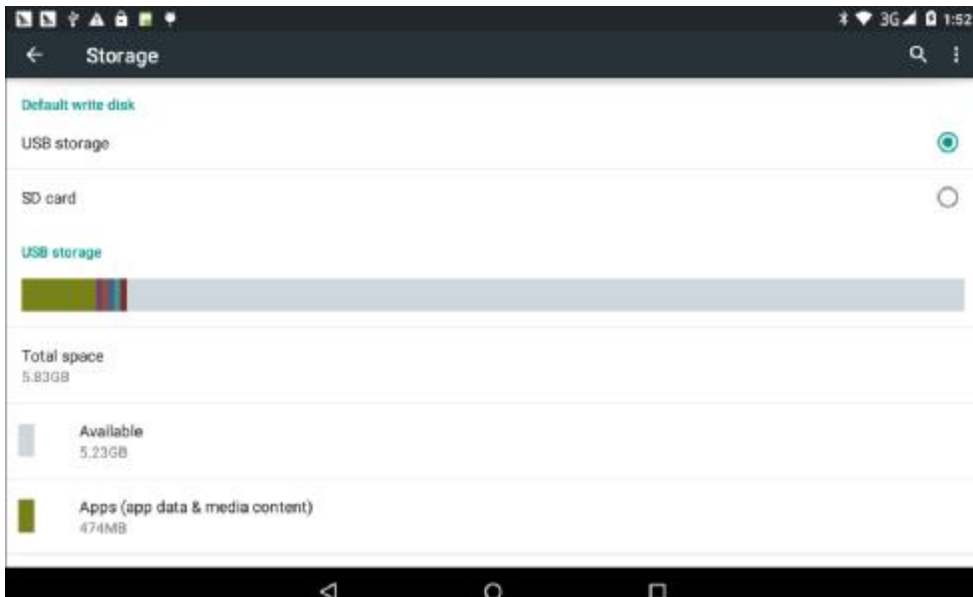 3G 1:52
Storage
Default write disk
USB storage
SD card
USB storage
Total space
5.83GB
Available
5.23GB
Apps (app data & media content)
474MB